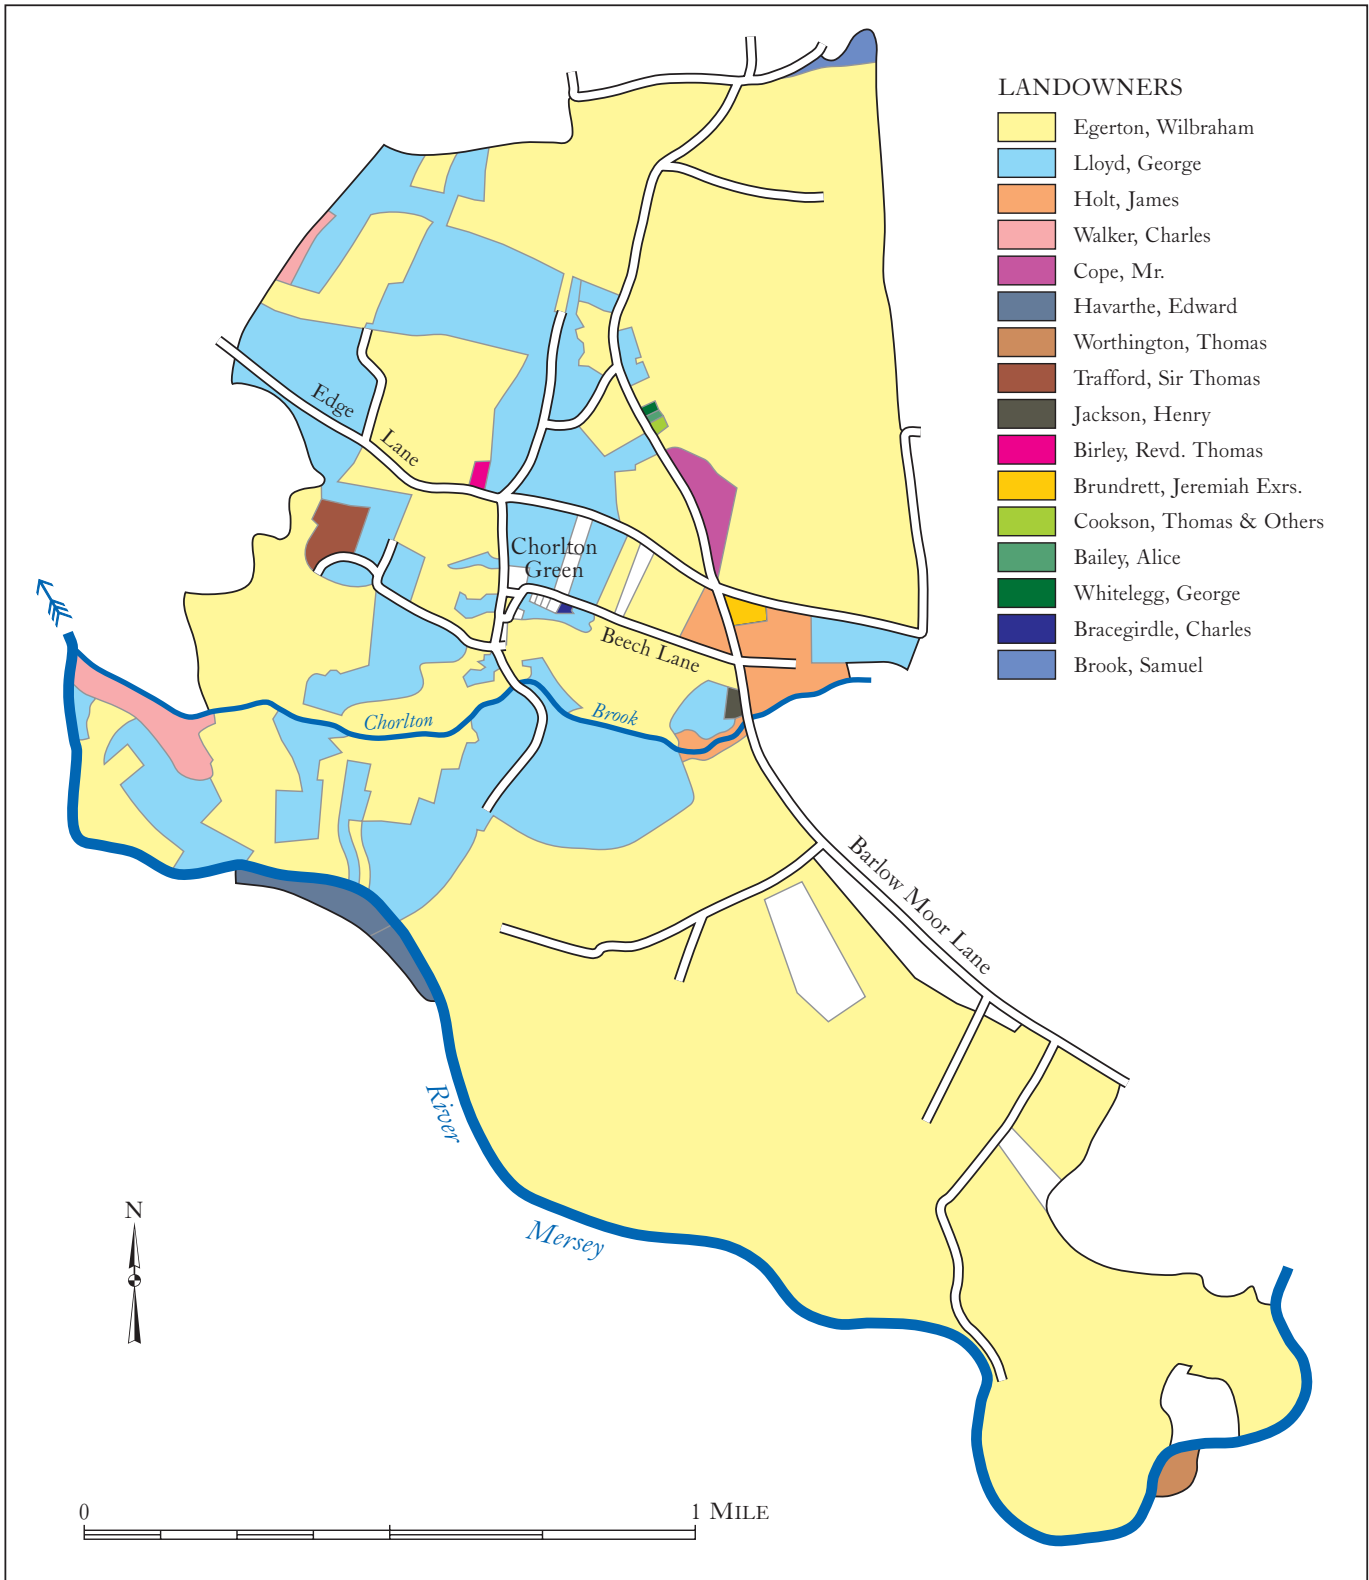 LANDOWNERS
Egerton, Wilbraham
Lloyd, George
Holt, James
Walker, Charles
Cope, Mr.
Havarthe, Edward
Worthington, Thomas
Trafford, Sir Thomas
Jackson, Henry
Birley, Revd. Thomas
Brundrett, Jeremiah Exrs.
Cookson, Thomas & Others
Bailey, Alice
Whitelegg, George
Bracegirdle, Charles
Brook, Samuel
Edge
Lane
Chorlton
Green
Beech Lane
Chorlton
Brook
Barlow Moor Lane
River
Mersey
N
0
1 MILE